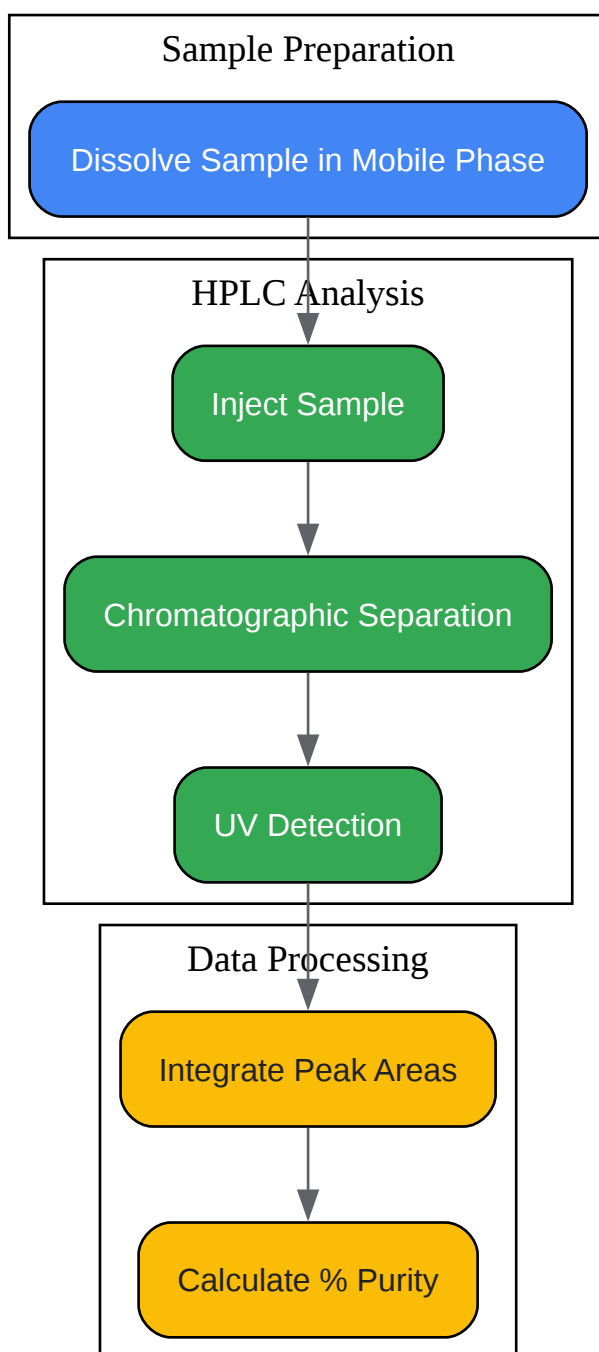 Sample Preparation
Dissolve Sample in Mobile Phase
HPLC Analysis
Inject Sample
Chromatographic Separation
UV Detection
Data Processing
Integrate Peak Areas
Calculate % Purity